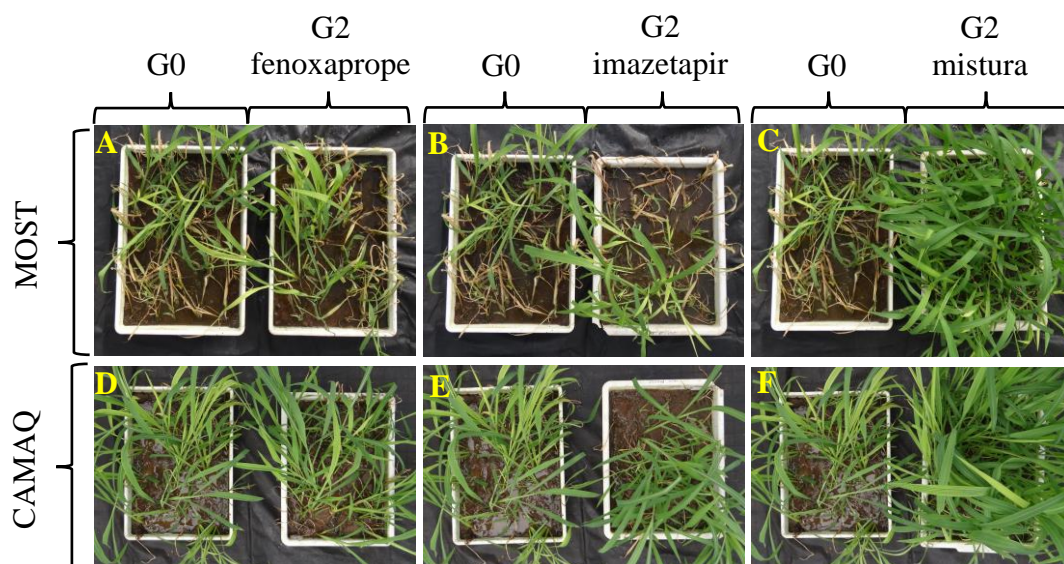 G0
G2
fenoxaprope
G0
G2
imazetapir
G0
G2
mistura
MOST
A
B
C
CAMAQ
D
E
F